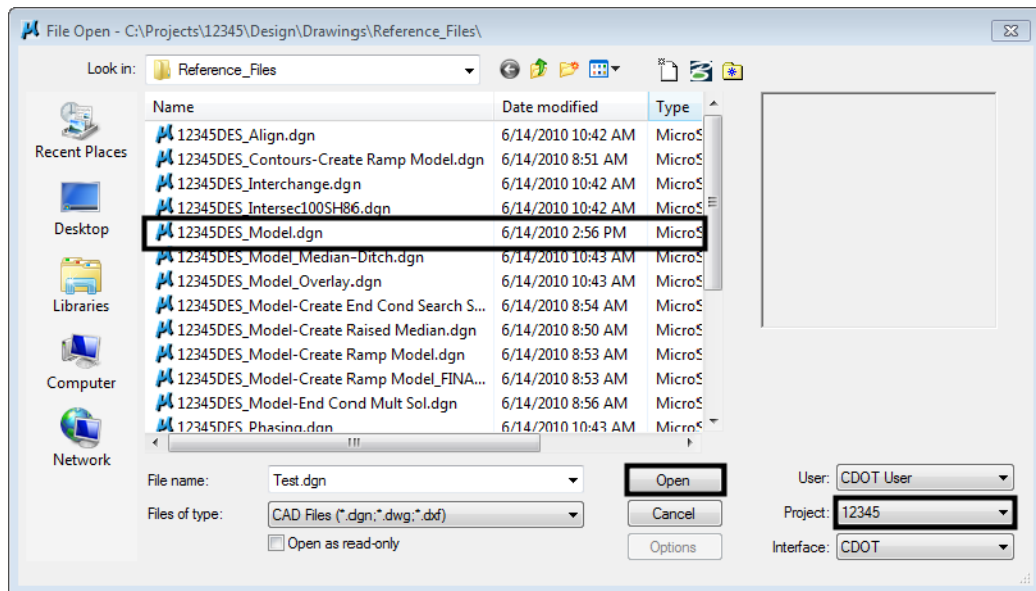 File Open - C:\Projects\12345\Design\Drawings\Reference_Files\
Look in: Reference_Files
Name Date modified Type
12345DES_Align.dgn 6/14/2010 10:42 AM MicroS
12345DES_Contours-Create Ramp Model.dgn 6/14/2010 8:51 AM MicroS
12345DES_Interchange.dgn 6/14/2010 10:42 AM MicroS
12345DES_Intersec100SH86.dgn 6/14/2010 10:42 AM MicroS
12345DES_Model.dgn 6/14/2010 2:56 PM MicroS
12345DES_Model_Median-Ditch.dgn 6/14/2010 10:43 AM MicroS
12345DES_Model_Overlay.dgn 6/14/2010 10:43 AM MicroS
12345DES_Model-Create End Cond Search S... 6/14/2010 8:54 AM MicroS
12345DES_Model-Create Raised Median.dgn 6/14/2010 8:50 AM MicroS
12345DES_Model-Create Ramp Model.dgn 6/14/2010 8:53 AM MicroS
12345DES_Model-Create Ramp Model_FINA... 6/14/2010 8:53 AM MicroS
12345DES_Model-End Cond Mult Sol.dgn 6/14/2010 8:56 AM MicroS
12345DES_Phasing.dgn 6/14/2010 10:43 AM MicroS
Recent Places
Desktop
Libraries
Computer
Network
File name: Test.dgn Open
Files of type: CAD Files (*.dgn;*.dwg;*.dxf) Cancel
Open as read-only Options
User: CDOT User
Project: 12345
Interface: CDOT